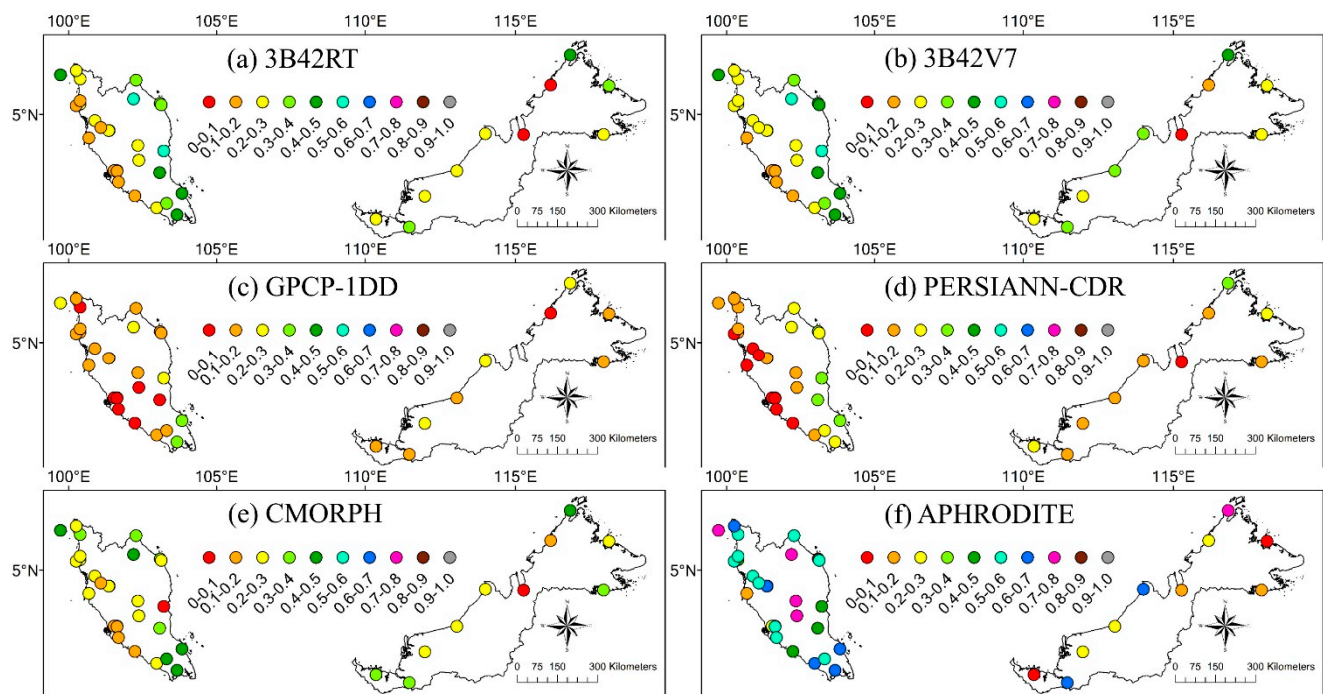 100°E 105°E 110°E 115°E 100°E 105°E 110°E 115°E
(a) 3B42RT
5°N
0-0.1 0.1-0.2 0.2-0.3 0.3-0.4 0.4-0.5 0.5-0.6 0.6-0.7 0.7-0.8 0.8-0.9 0.9-1.0
N
W E
S
0 75 150 300 Kilometers
(b) 3B42V7
5°N
0-0.1 0.1-0.2 0.2-0.3 0.3-0.4 0.4-0.5 0.5-0.6 0.6-0.7 0.7-0.8 0.8-0.9 0.9-1.0
N
W E
S
0 75 150 300 Kilometers
100°E 105°E 110°E 115°E 100°E 105°E 110°E 115°E
(c) GPCP-1DD
5°N
0-0.1 0.1-0.2 0.2-0.3 0.3-0.4 0.4-0.5 0.5-0.6 0.6-0.7 0.7-0.8 0.8-0.9 0.9-1.0
N
W E
S
0 75 150 300 Kilometers
(d) PERSIANN-CDR
5°N
0-0.1 0.1-0.2 0.2-0.3 0.3-0.4 0.4-0.5 0.5-0.6 0.6-0.7 0.7-0.8 0.8-0.9 0.9-1.0
N
W E
S
0 75 150 300 Kilometers
100°E 105°E 110°E 115°E 100°E 105°E 110°E 115°E
(e) CMORPH
5°N
0-0.1 0.1-0.2 0.2-0.3 0.3-0.4 0.4-0.5 0.5-0.6 0.6-0.7 0.7-0.8 0.8-0.9 0.9-1.0
N
W E
S
0 75 150 300 Kilometers
(f) APHRODITE
5°N
0-0.1 0.1-0.2 0.2-0.3 0.3-0.4 0.4-0.5 0.5-0.6 0.6-0.7 0.7-0.8 0.8-0.9 0.9-1.0
N
W E
S
0 75 150 300 Kilometers